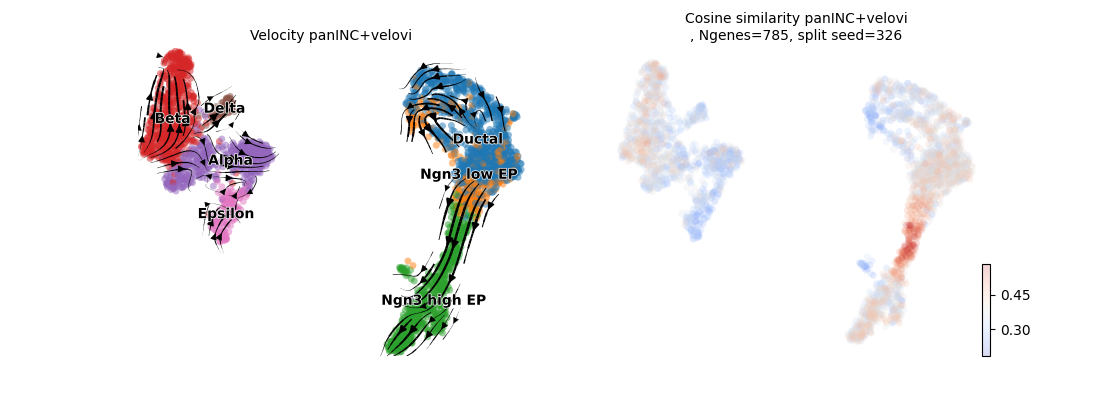 Velocity panINC+velovi
Beta
Delta
Alpha
Epsilon
Ductal
Ngn3 low EP
Ngn3 high EP
Cosine similarity panINC+velovi
, Ngenes=785, split seed=326
0.45
0.30